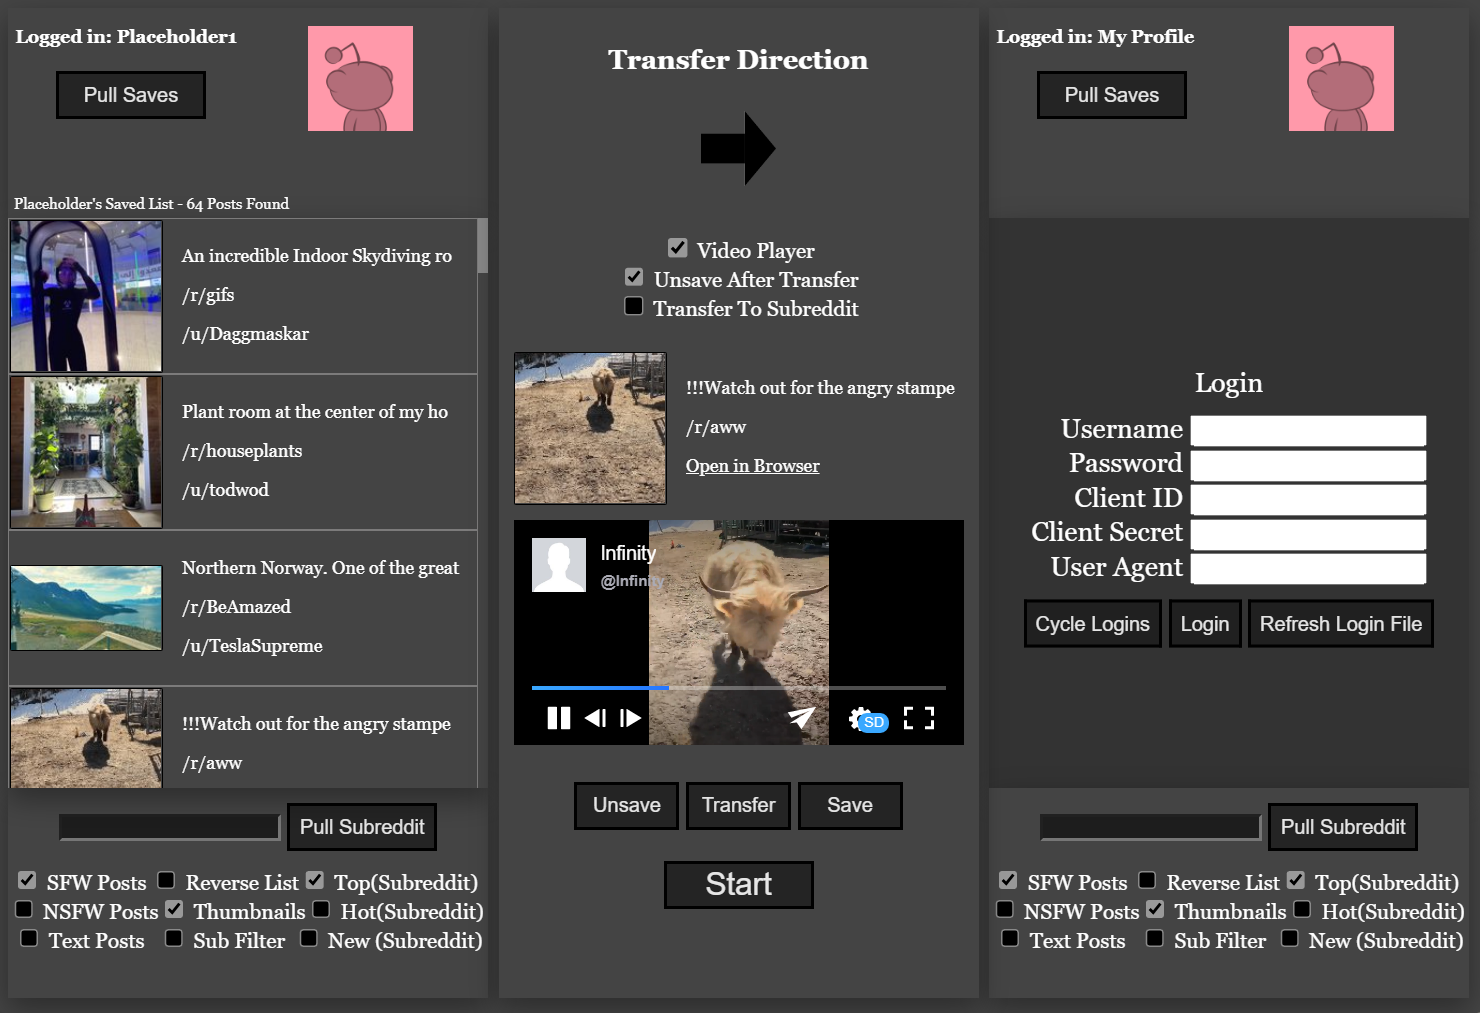 Logged in: Placeholder1
Pull Saves
Placeholder's Saved List - 64 Posts Found
An incredible Indoor Skydiving ro
/r/gifs
/u/Daggmaskar
Plant room at the center of my ho
/r/houseplants
/u/todwod
Northern Norway. One of the great
/r/BeAmazed
/u/TeslaSupreme
!!!Watch out for the angry stampe
/r/aww
Pull Subreddit
SFW Posts Reverse List Top(Subreddit)
NSFW Posts Thumbnails Hot(Subreddit)
Text Posts Sub Filter New (Subreddit)
Transfer Direction
Video Player
Unsave After Transfer
Transfer To Subreddit
!!!Watch out for the angry stampe
/r/aww
Open in Browser
Infinity
@Infinity
SD
Unsave Transfer Save
Start
Logged in: My Profile
Pull Saves
Login
Username
Password
Client ID
Client Secret
User Agent
Cycle Logins Login Refresh Login File
Pull Subreddit
SFW Posts Reverse List Top(Subreddit)
NSFW Posts Thumbnails Hot(Subreddit)
Text Posts Sub Filter New (Subreddit)